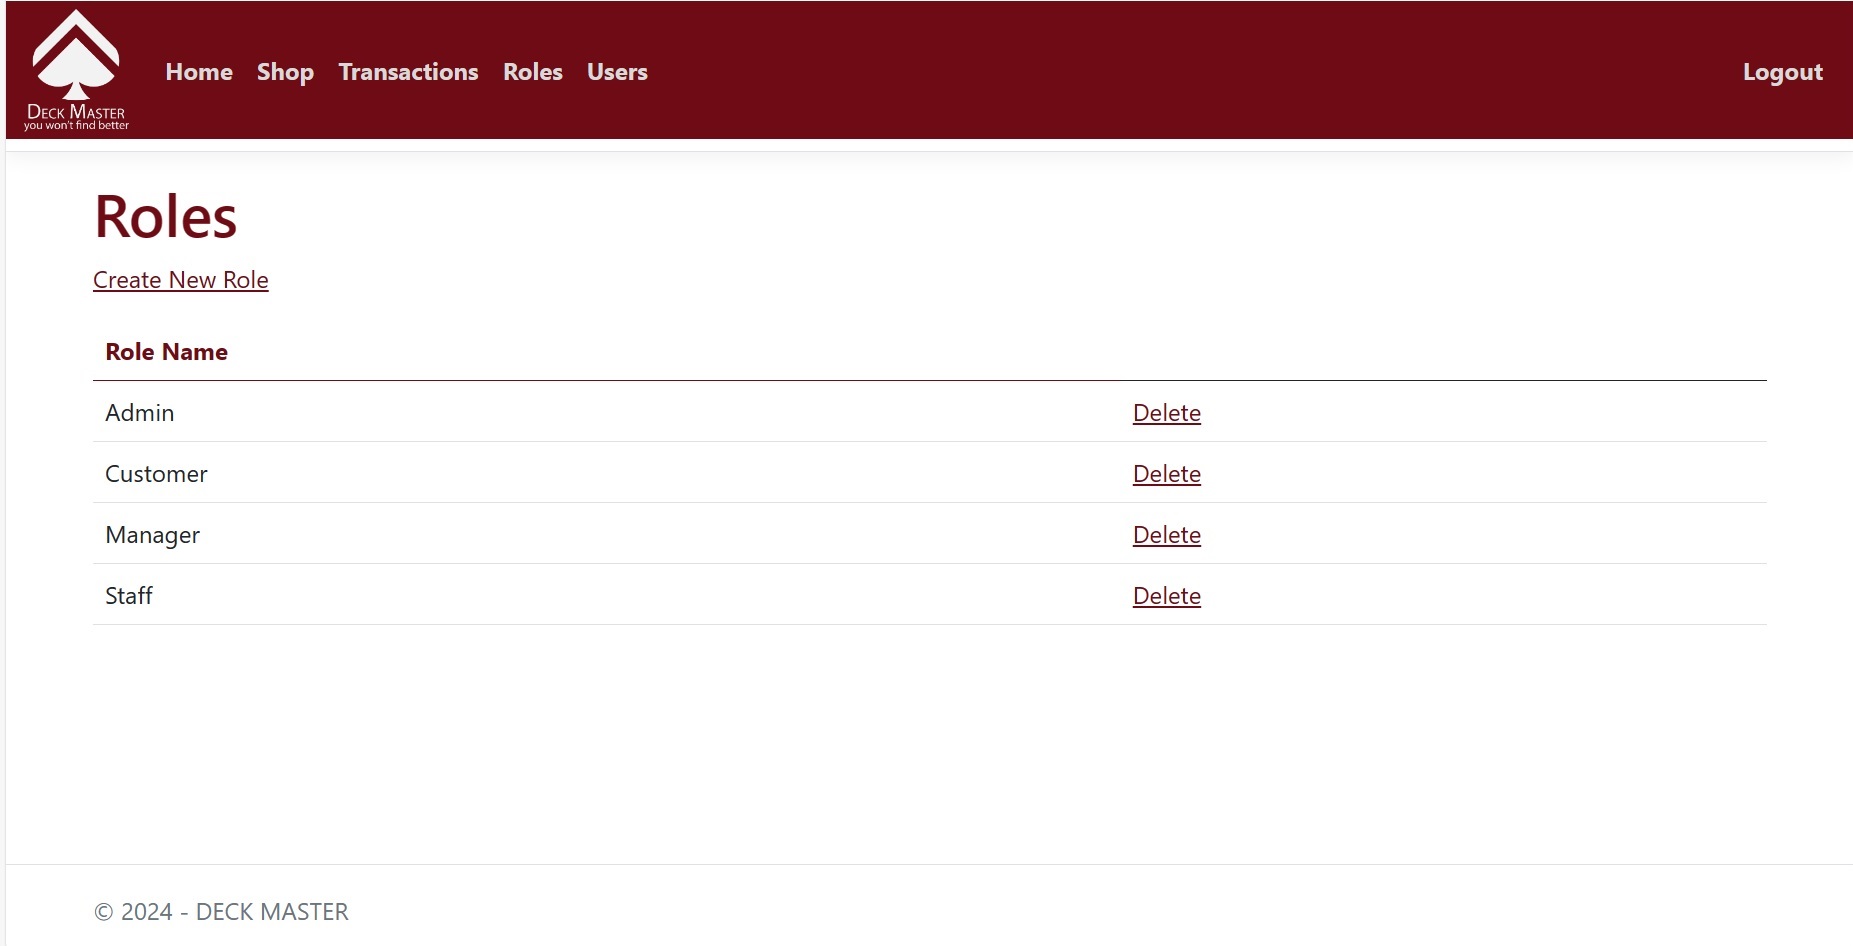 DECK MASTER
you won't find better
Home Shop Transactions Roles Users Logout
Roles
Create New Role
Role Name
Admin Delete
Customer Delete
Manager Delete
Staff Delete
© 2024 - DECK MASTER